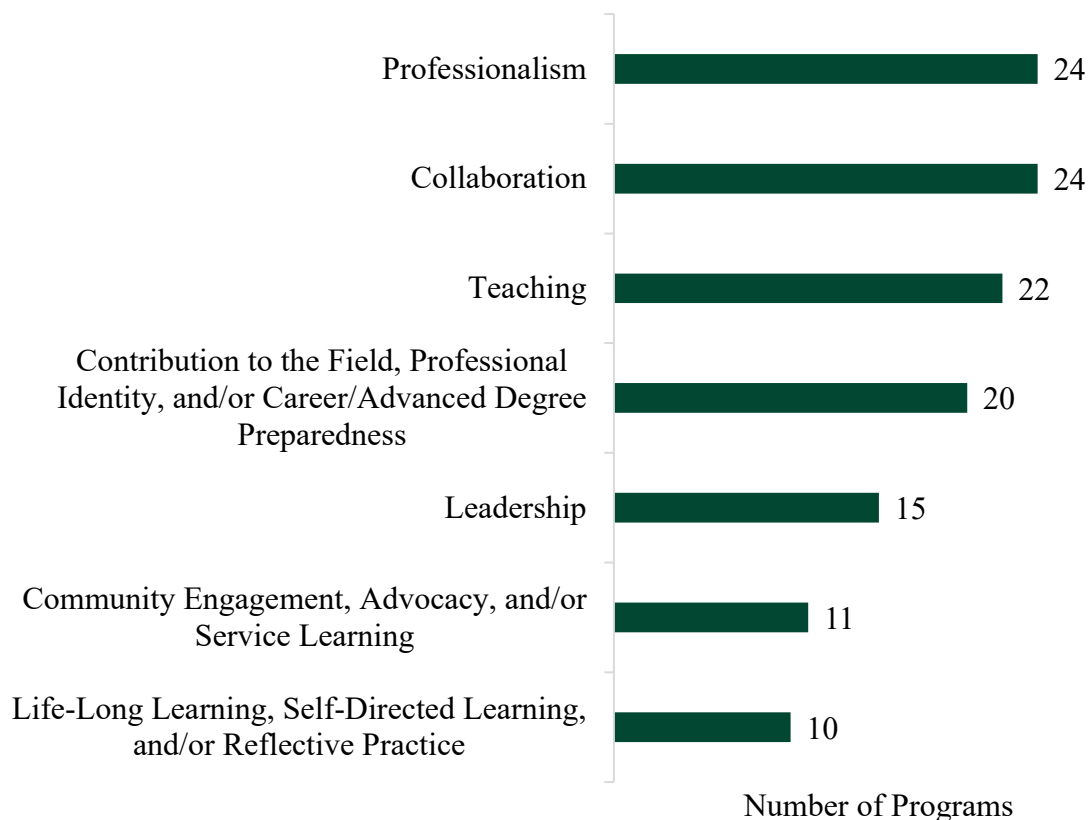 Professionalism 24
Collaboration 24
Teaching 22
Contribution to the Field, Professional
Identity, and/or Career/Advanced Degree
Preparedness
20
Leadership 15
Community Engagement, Advocacy, and/or
Service Learning
11
Life-Long Learning, Self-Directed Learning,
and/or Reflective Practice
10
Number of Programs